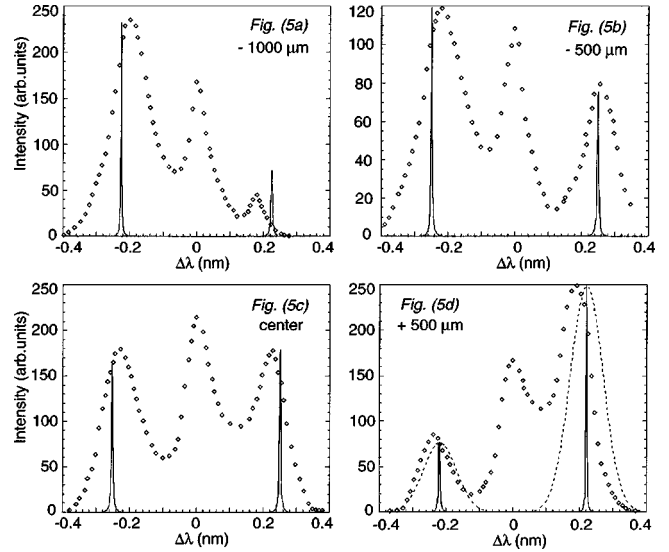 Fig. (5a)
- 1000 μm
Intensity (arb.units)
250
200
150
100
50
0
-0.4 -0.2 0 0.2 0.4
Δλ (nm)
Fig. (5b)
- 500 μm
120
100
80
60
40
20
0
-0.4 -0.2 0 0.2 0.4
Δλ (nm)
Fig. (5c)
center
Intensity (arb.units)
250
200
150
100
50
0
-0.4 -0.2 0 0.2 0.4
Δλ (nm)
Fig. (5d)
+ 500 μm
250
200
150
100
50
0
-0.4 -0.2 0 0.2 0.4
Δλ (nm)